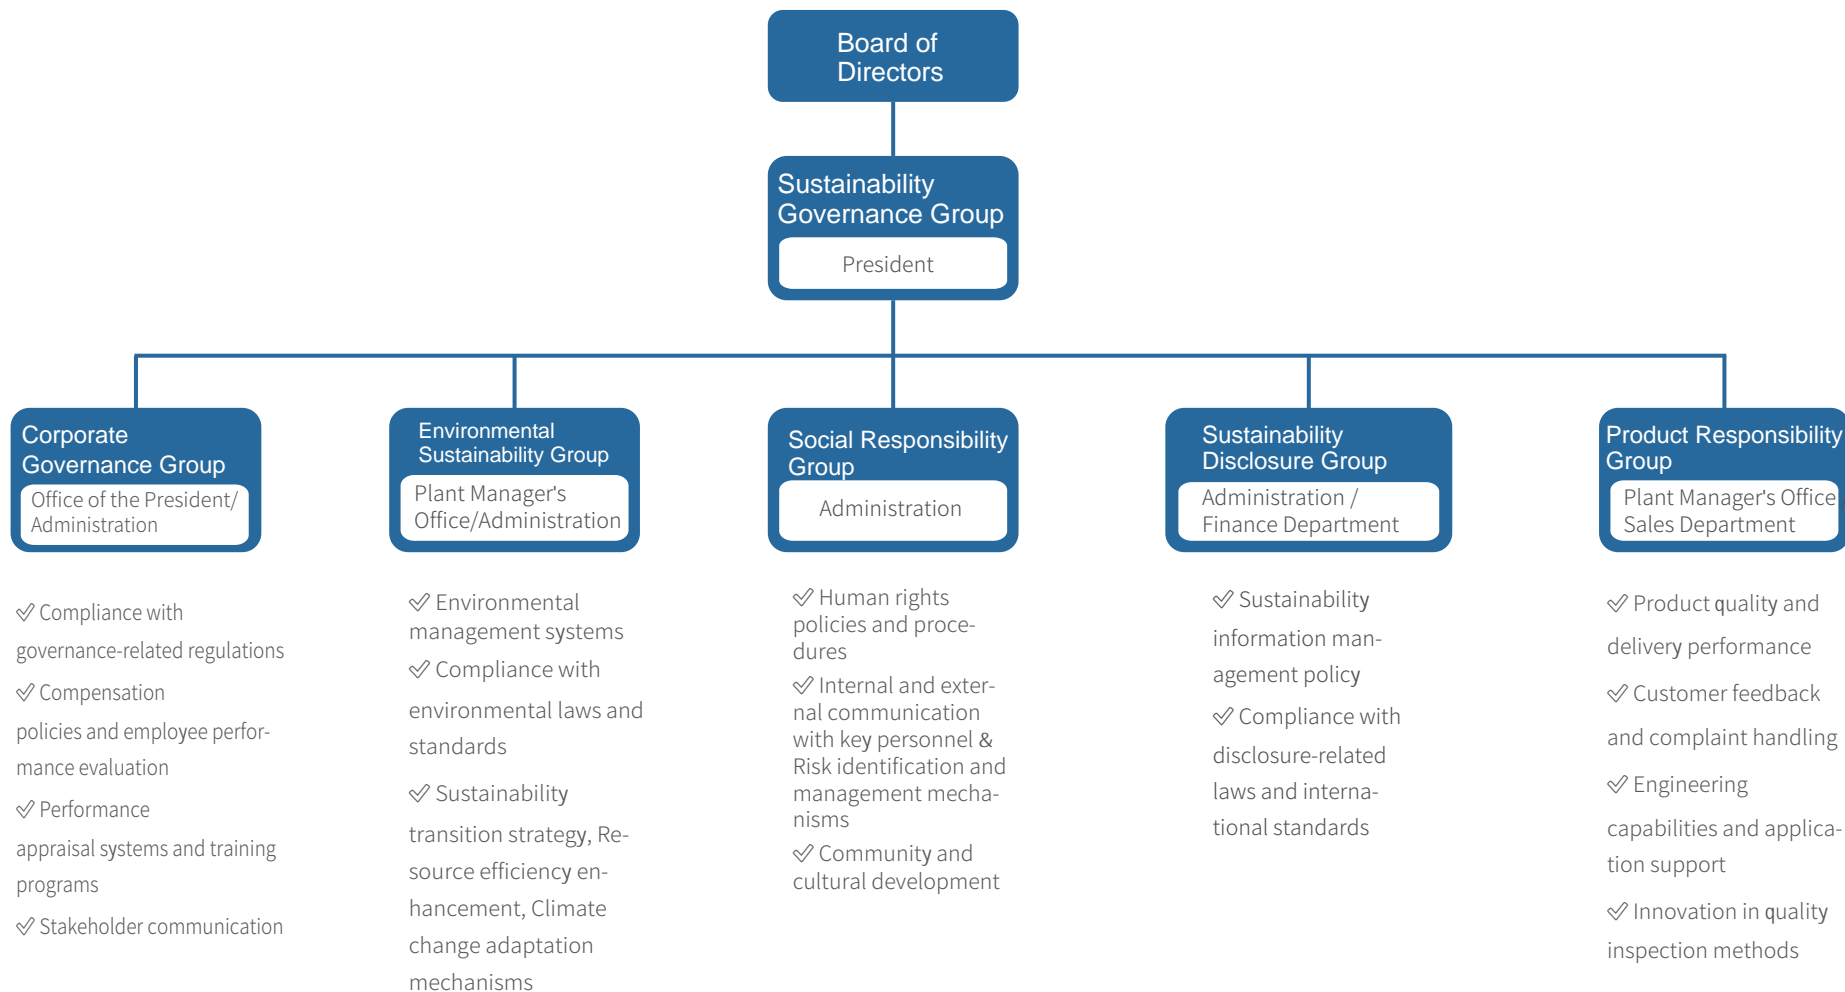 Board of
Directors
Sustainability
Governance Group
President
Corporate
Governance Group
Office of the President/
Administration
✓ Compliance with
governance-related regulations
✓ Compensation
policies and employee perfor-
mance evaluation
✓ Performance
appraisal systems and training
programs
✓ Stakeholder communication
Environmental
Sustainability Group
Plant Manager's
Office/Administration
✓ Environmental
management systems
✓ Compliance with
environmental laws and
standards
✓ Sustainability
transition strategy, Re-
source efficiency en-
hancement, Climate
change adaptation
mechanisms
Social Responsibility
Group
Administration
✓ Human rights
policies and proce-
dures
✓ Internal and exter-
nal communication
with key personnel &
Risk identification and
management mecha-
nisms
✓ Community and
cultural development
Sustainability
Disclosure Group
Administration /
Finance Department
✓ Sustainability
information man-
agement policy
✓ Compliance with
disclosure-related
laws and interna-
tional standards
Product Responsibility
Group
Plant Manager's Office
Sales Department
✓ Product quality and
delivery performance
✓ Customer feedback
and complaint handling
✓ Engineering
capabilities and applica-
tion support
✓ Innovation in quality
inspection methods